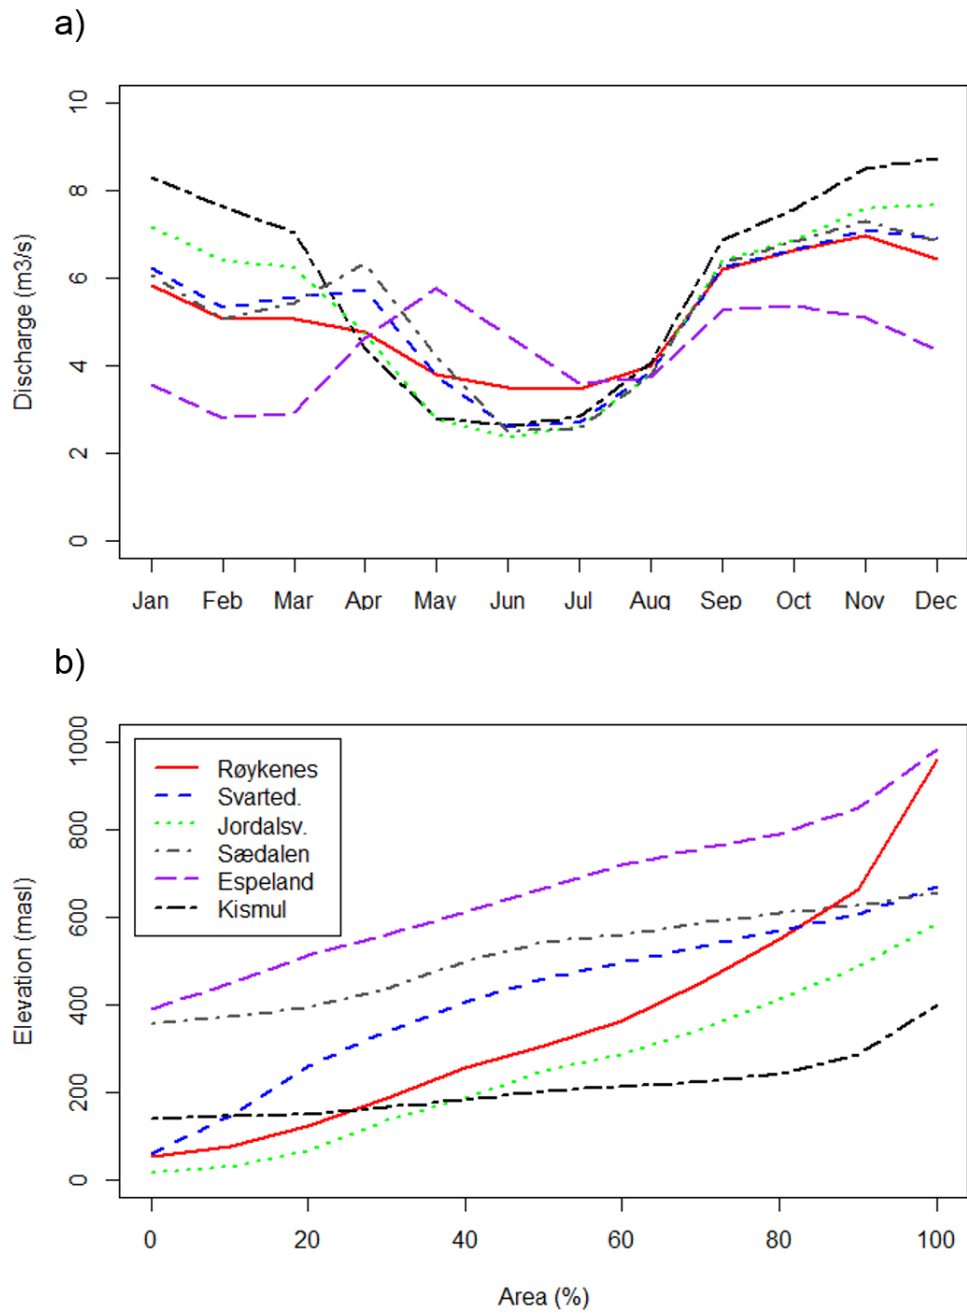 a)
10
8
6
4
2
0
Discharge (m3/s)
Jan Feb Mar Apr May Jun Jul Aug Sep Oct Nov Dec
b)
1000
800
600
400
200
0
Elevation (masl)
Røykenes
Svarted.
Jordalsv.
Sædalen
Espeland
Kismul
0 20 40 60 80 100
Area (%)